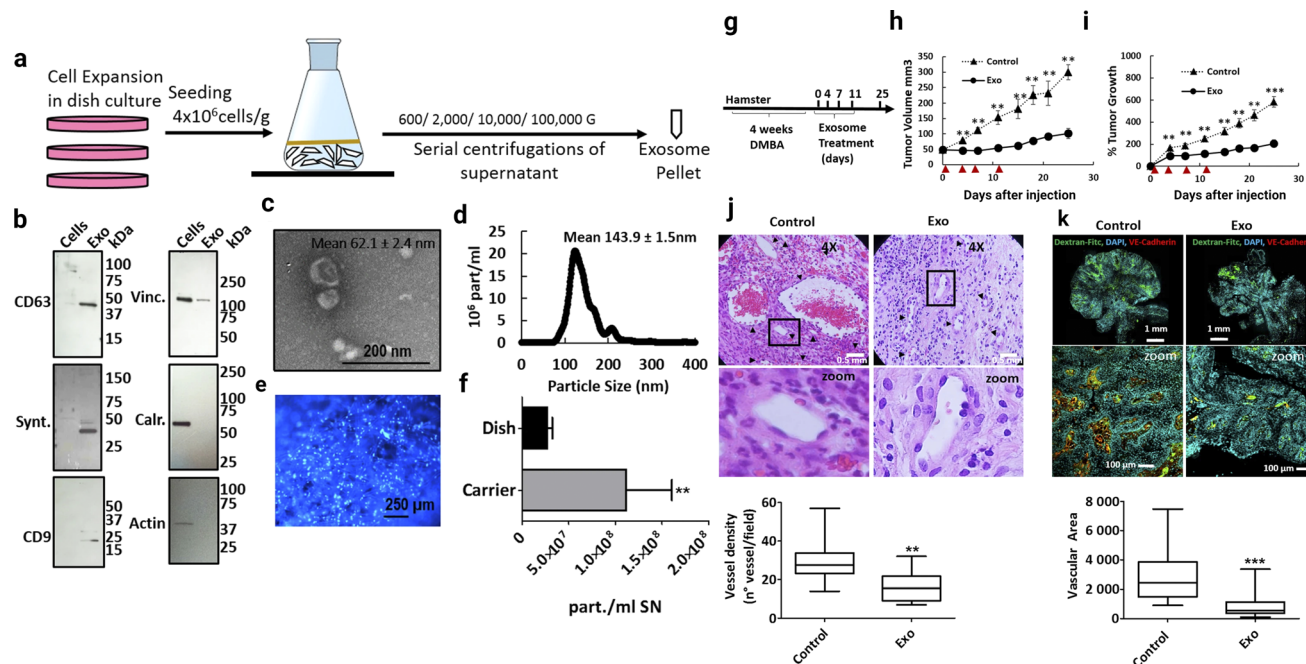 a
Cell Expansion
in dish culture
Seeding
4x10⁶cells/g
600/ 2,000/ 10,000/ 100,000 G
Serial centrifugations of
supernatant
Exosome
Pellet
b
Cells
Exo
kDa
CD63
100
75
50
37
15
Synt.
150
75
50
25
CD9
50
37
25
15
Cells
Exo
kDa
Vinc.
250
100
75
50
Calr.
250
100
75
50
25
Actin
100
75
37
25
c
Mean 62.1 ± 2.4 nm
200 nm
d
Mean 143.9 ± 1.5nm
10⁶ part/ml
25
20
15
10
5
0
0 100 200 300 400
Particle Size (nm)
e
250 µm
f
Dish
Carrier
**
0
5.0×10⁷
1.0×10⁸
1.5×10⁸
2.0×10⁸
part./ml SN
g
0 4 7 11 25
Hamster
4 weeks
DMBA
Exosome
Treatment
(days)
h
Tumor Volume mm3
350
300
250
200
150
100
50
0
Control
Exo
** ** ** ** ** ** **
0 10 20 30
Days after injection
i
% Tumor Growth
1000
800
600
400
200
0
Control
Exo
** ** ** ** ** ** ***
0 10 20 30
Days after injection
j
Control
Exo
4X
4X
0.5 mm
0.5 mm
zoom
zoom
Vessel density
(n° vessel/field)
60
40
20
0
**
Control
Exo
k
Control
Exo
Dextran-Fitc, DAPI, VE-Cadherin
Dextran-Fitc, DAPI, VE-Cadherin
1 mm
1 mm
zoom
zoom
100 µm
100 µm
Vascular Area
8 000
6 000
4 000
2 000
0
***
Control
Exo